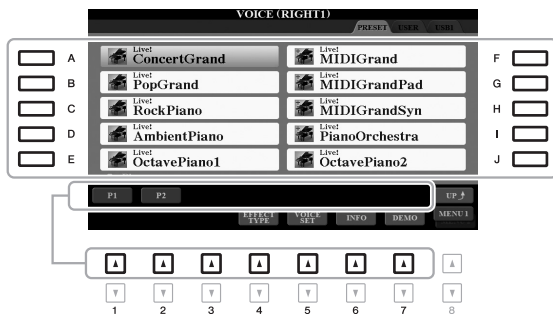 VOICE (RIGHT1)
PRESET USER USB1
A Live! ConcertGrand Live! MIDIGrand F
B Live! PopGrand Live! MIDIGrandPad G
C Live! RockPiano Live! MIDIGrandSyn H
D Live! AmbientPiano Live! PianoOrchestra I
E Live! OctavePiano1 Live! OctavePiano2 J
P1 P2 UP
EFFECT TYPE VOICE SET INFO DEMO MENU 1
1 2 3 4 5 6 7 8